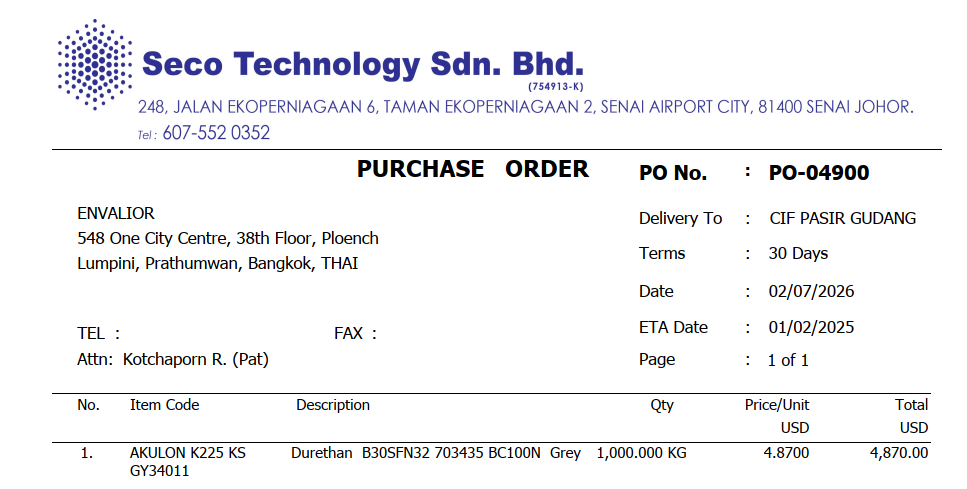 Seco Technology Sdn. Bhd.
(754913-K)
248, JALAN EKOPERNIAGAAN 6, TAMAN EKOPERNIAGAAN 2, SENAI AIRPORT CITY, 81400 SENAI JOHOR.
Tel : 607-552 0352
PURCHASE ORDER
PO No. : PO-04900
ENVALIOR
548 One City Centre, 38th Floor, Ploench
Lumpini, Prathumwan, Bangkok, THAI
Delivery To : CIF PASIR GUDANG
Terms : 30 Days
Date : 02/07/2026
TEL : FAX :
ETA Date : 01/02/2025
Attn: Kotchaporn R. (Pat)
Page : 1 of 1
No. Item Code Description Qty Price/Unit Total
USD USD
1. AKULON K225 KS Durethan B30SFN32 703435 BC100N Grey 1,000.000 KG 4.8700 4,870.00
GY34011